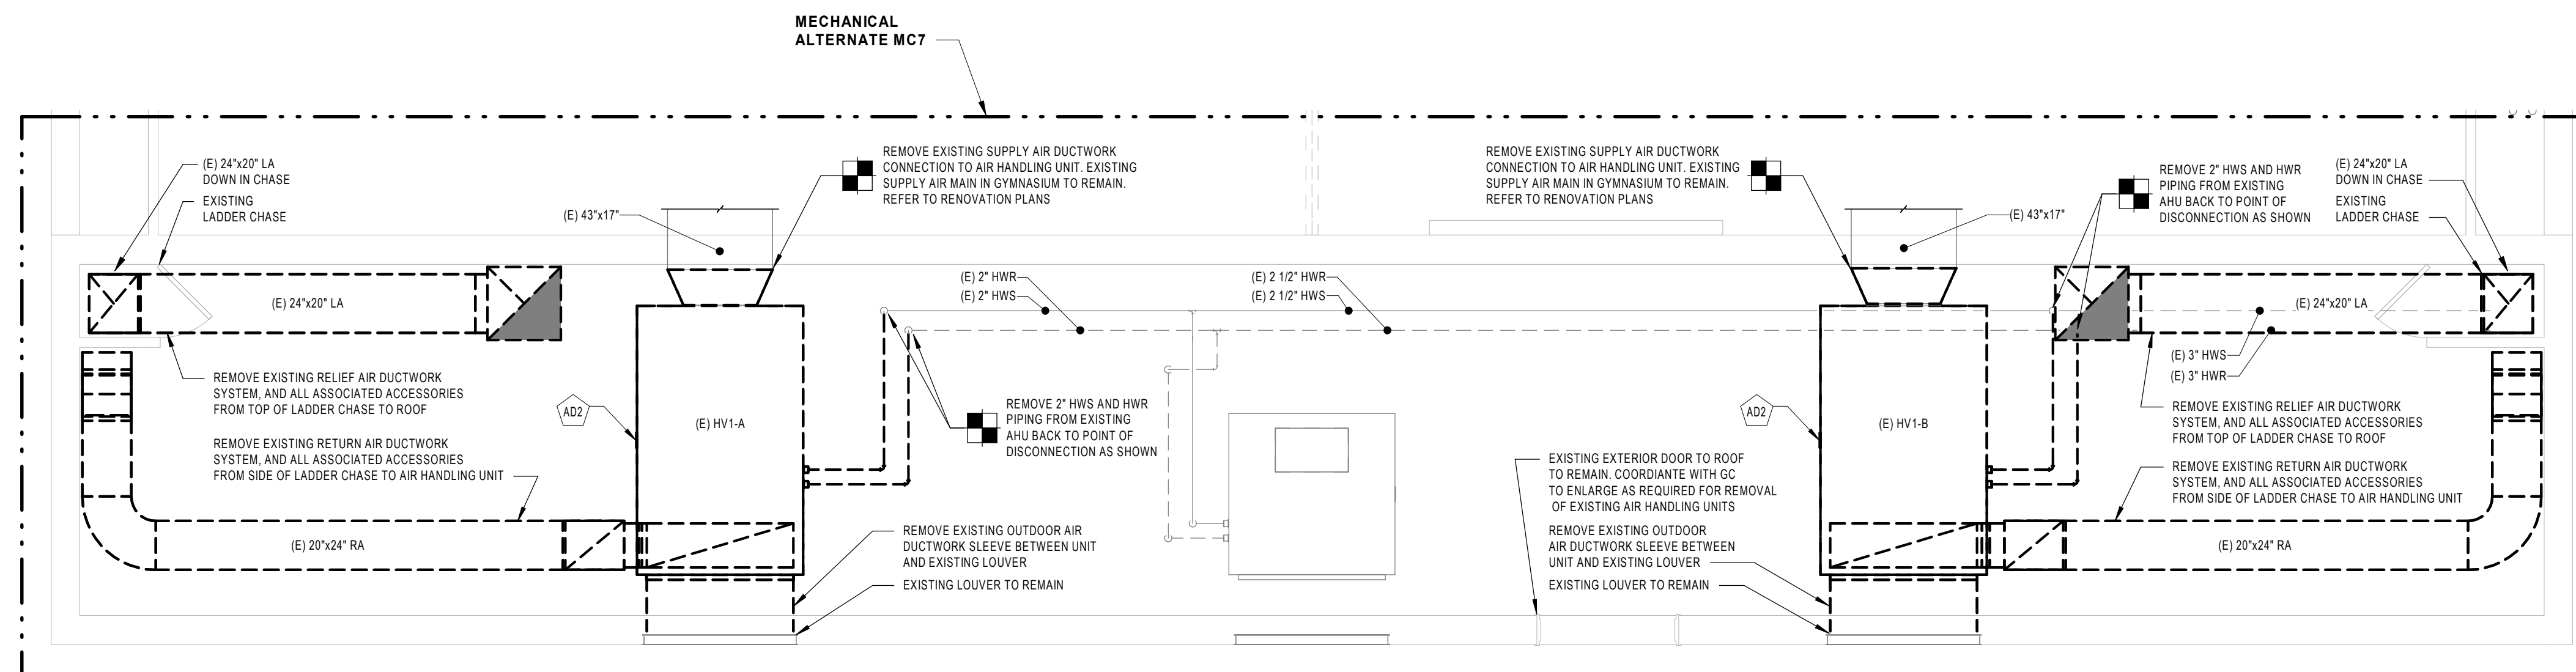 MECHANICAL
ALTERNATE MC7
(E) 24"x20" LA
DOWN IN CHASE
EXISTING
LADDER CHASE
(E) 43"x17"
REMOVE EXISTING SUPPLY AIR DUCTWORK
CONNECTION TO AIR HANDLING UNIT. EXISTING
SUPPLY AIR MAIN IN GYMNASIUM TO REMAIN.
REFER TO RENOVATION PLANS
REMOVE EXISTING SUPPLY AIR DUCTWORK
CONNECTION TO AIR HANDLING UNIT. EXISTING
SUPPLY AIR MAIN IN GYMNASIUM TO REMAIN.
REFER TO RENOVATION PLANS
(E) 43"x17"
REMOVE 2" HWS AND HWR
PIPING FROM EXISTING
AHU BACK TO POINT OF
DISCONNECTION AS SHOWN
(E) 24"x20" LA
DOWN IN CHASE
EXISTING
LADDER CHASE
(E) 24"x20" LA
(E) 2" HWR
(E) 2" HWS
(E) 2 1/2" HWR
(E) 2 1/2" HWS
(E) 24"x20" LA
(E) 3" HWS
(E) 3" HWR
REMOVE EXISTING RELIEF AIR DUCTWORK
SYSTEM, AND ALL ASSOCIATED ACCESSORIES
FROM TOP OF LADDER CHASE TO ROOF
REMOVE EXISTING RETURN AIR DUCTWORK
SYSTEM, AND ALL ASSOCIATED ACCESSORIES
FROM SIDE OF LADDER CHASE TO AIR HANDLING UNIT
AD2
(E) HV1-A
REMOVE 2" HWS AND HWR
PIPING FROM EXISTING
AHU BACK TO POINT OF
DISCONNECTION AS SHOWN
AD2
(E) HV1-B
REMOVE EXISTING RELIEF AIR DUCTWORK
SYSTEM, AND ALL ASSOCIATED ACCESSORIES
FROM TOP OF LADDER CHASE TO ROOF
REMOVE EXISTING RETURN AIR DUCTWORK
SYSTEM, AND ALL ASSOCIATED ACCESSORIES
FROM SIDE OF LADDER CHASE TO AIR HANDLING UNIT
EXISTING EXTERIOR DOOR TO ROOF
TO REMAIN. COORDIANTE WITH GC
TO ENLARGE AS REQUIRED FOR REMOVAL
OF EXISTING AIR HANDLING UNITS
(E) 20"x24" RA
REMOVE EXISTING OUTDOOR AIR
DUCTWORK SLEEVE BETWEEN UNIT
AND EXISTING LOUVER
EXISTING LOUVER TO REMAIN
REMOVE EXISTING OUTDOOR
AIR DUCTWORK SLEEVE BETWEEN
UNIT AND EXISTING LOUVER
EXISTING LOUVER TO REMAIN
(E) 20"x24" RA